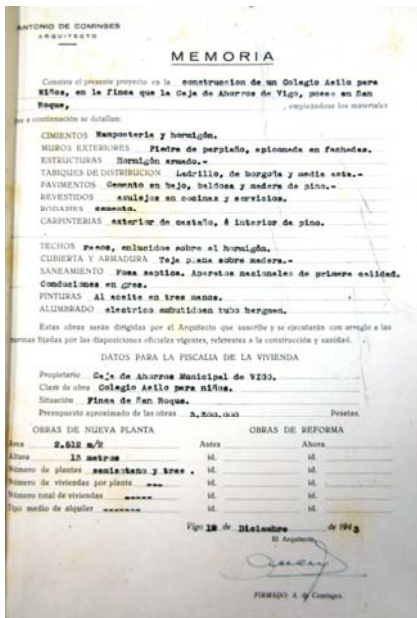 ANTONIO DE COMINGES
ARQUITECTO
MEMORIA
Consiste el presente proyecto en la construccion de un Colegio Asilo para
Niños, en la finca que la Caja de Ahorros de Vigo, posee en San
Roque, , empleándose los materiales
que a continuación se detallan:
CIMIENTOS Mamposteria y hormigón.
MUROS EXTERIORES Piedra de perpiaño, apiconada en fachadas.
ESTRUCTURAS Hormigón armado.-
TABIQUES DE DISTRIBUCION Ladrillo, de borgoña y media asta.-
PAVIMENTOS Cemento en bajo, baldosa y madera de pino.-
REVESTIDOS azulejos en cocinas y servicios.
RODAPIES cemento.
CARPINTERIAS exterior de castaño, é interior de pino.
TECHOS rasos, enlucidos sobre el hormigón.
CUBIERTA Y ARMADURA Teja plana sobre madera.-
SANEAMIENTO Fosa septica. Aparatos nacionales de primera calidad.
Conduciones en gres.
PINTURAS Al aceite en tres manos.
ALUMBRADO electrico embutidoen tubo bergman.
Estas obras serán dirigidas por el Arquitecto que suscribe y se ejecutarán con arreglo a las
normas fijadas por las disposiciones oficiales vigentes, referentes a la construcción y sanidad.
DATOS PARA LA FISCALIA DE LA VIVIENDA
Propietario Caja de Ahorros Municipal de VIGO.
Clase de obra Colegio Asilo para niños.
Situación Finca de San Roque.
Presupuesto aproximado de las obras 3,500,000 Pesetas.
OBRAS DE NUEVA PLANTA OBRAS DE REFORMA
Area 2.512 m/2 Antes Ahora
Altura 13 metros id. id.
Número de plantas semisotano y tres . id. id.
Número de viviendas por planta --- id. id.
Número total de viviendas ----- id. id.
Tipo medio de alquiler ------- id. id.
Vigo 12 de Diciembre de 1943
El Arquitecto,
FIRMADO: A. de Cominges.